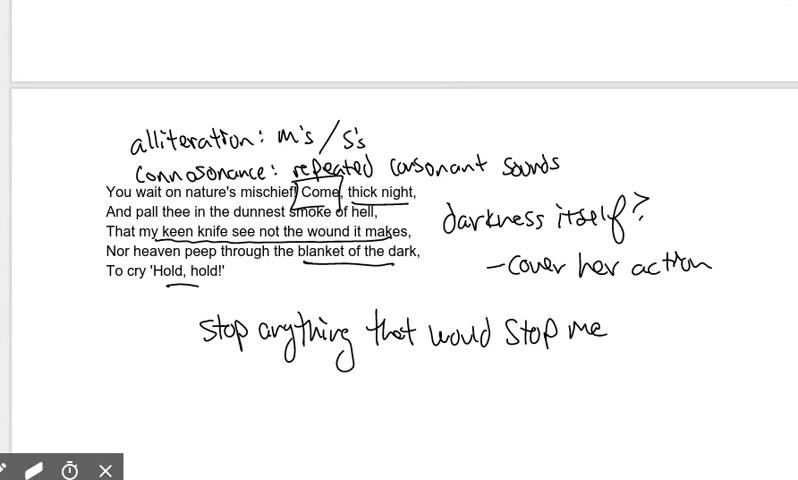 alliteration: m's / s's
connosonance: repeated consonant sounds
You wait on nature's mischief! Come, thick night,
And pall thee in the dunnest smoke of hell,
That my keen knife see not the wound it makes,
Nor heaven peep through the blanket of the dark,
To cry 'Hold, hold!'
darkness itself?
-cover her action
stop anything that would stop me